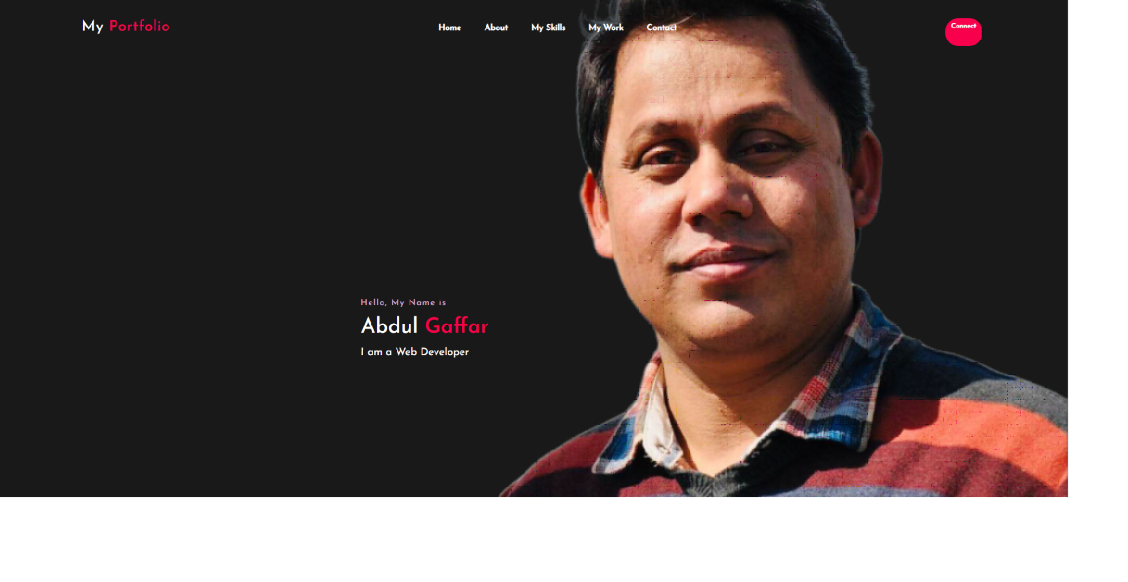 My Portfolio
Home About My Skills My Work Contact
Connect
Hello, My Name is
Abdul Gaffar
I am a Web Developer